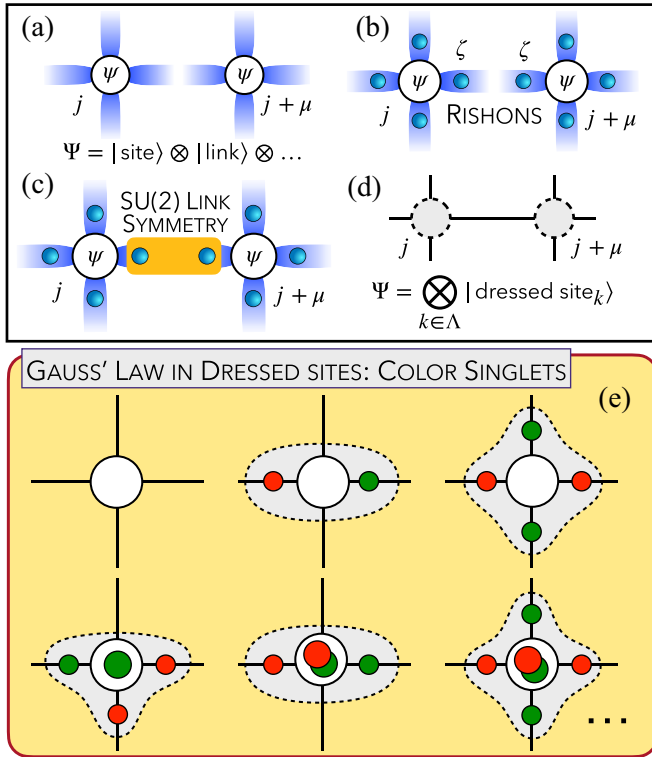 (a)
ψ ψ
j j + μ
Ψ = | site⟩ ⊗ | link⟩ ⊗ …
(b)
ζ ζ
ψ ψ
j RISHONS j + μ
(c)
SU(2) LINK
SYMMETRY
ψ ψ
j j + μ
(d)
j j + μ
Ψ = ⨂ | dressed site_k⟩
k∈Λ
GAUSS' LAW IN DRESSED SITES: COLOR SINGLETS
(e)
…